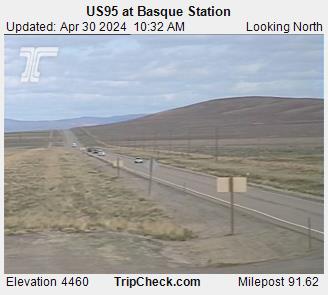 US95 at Basque Station
Updated: Apr 30 2024 10:32 AM Looking North
Elevation 4460 TripCheck.com Milepost 91.62